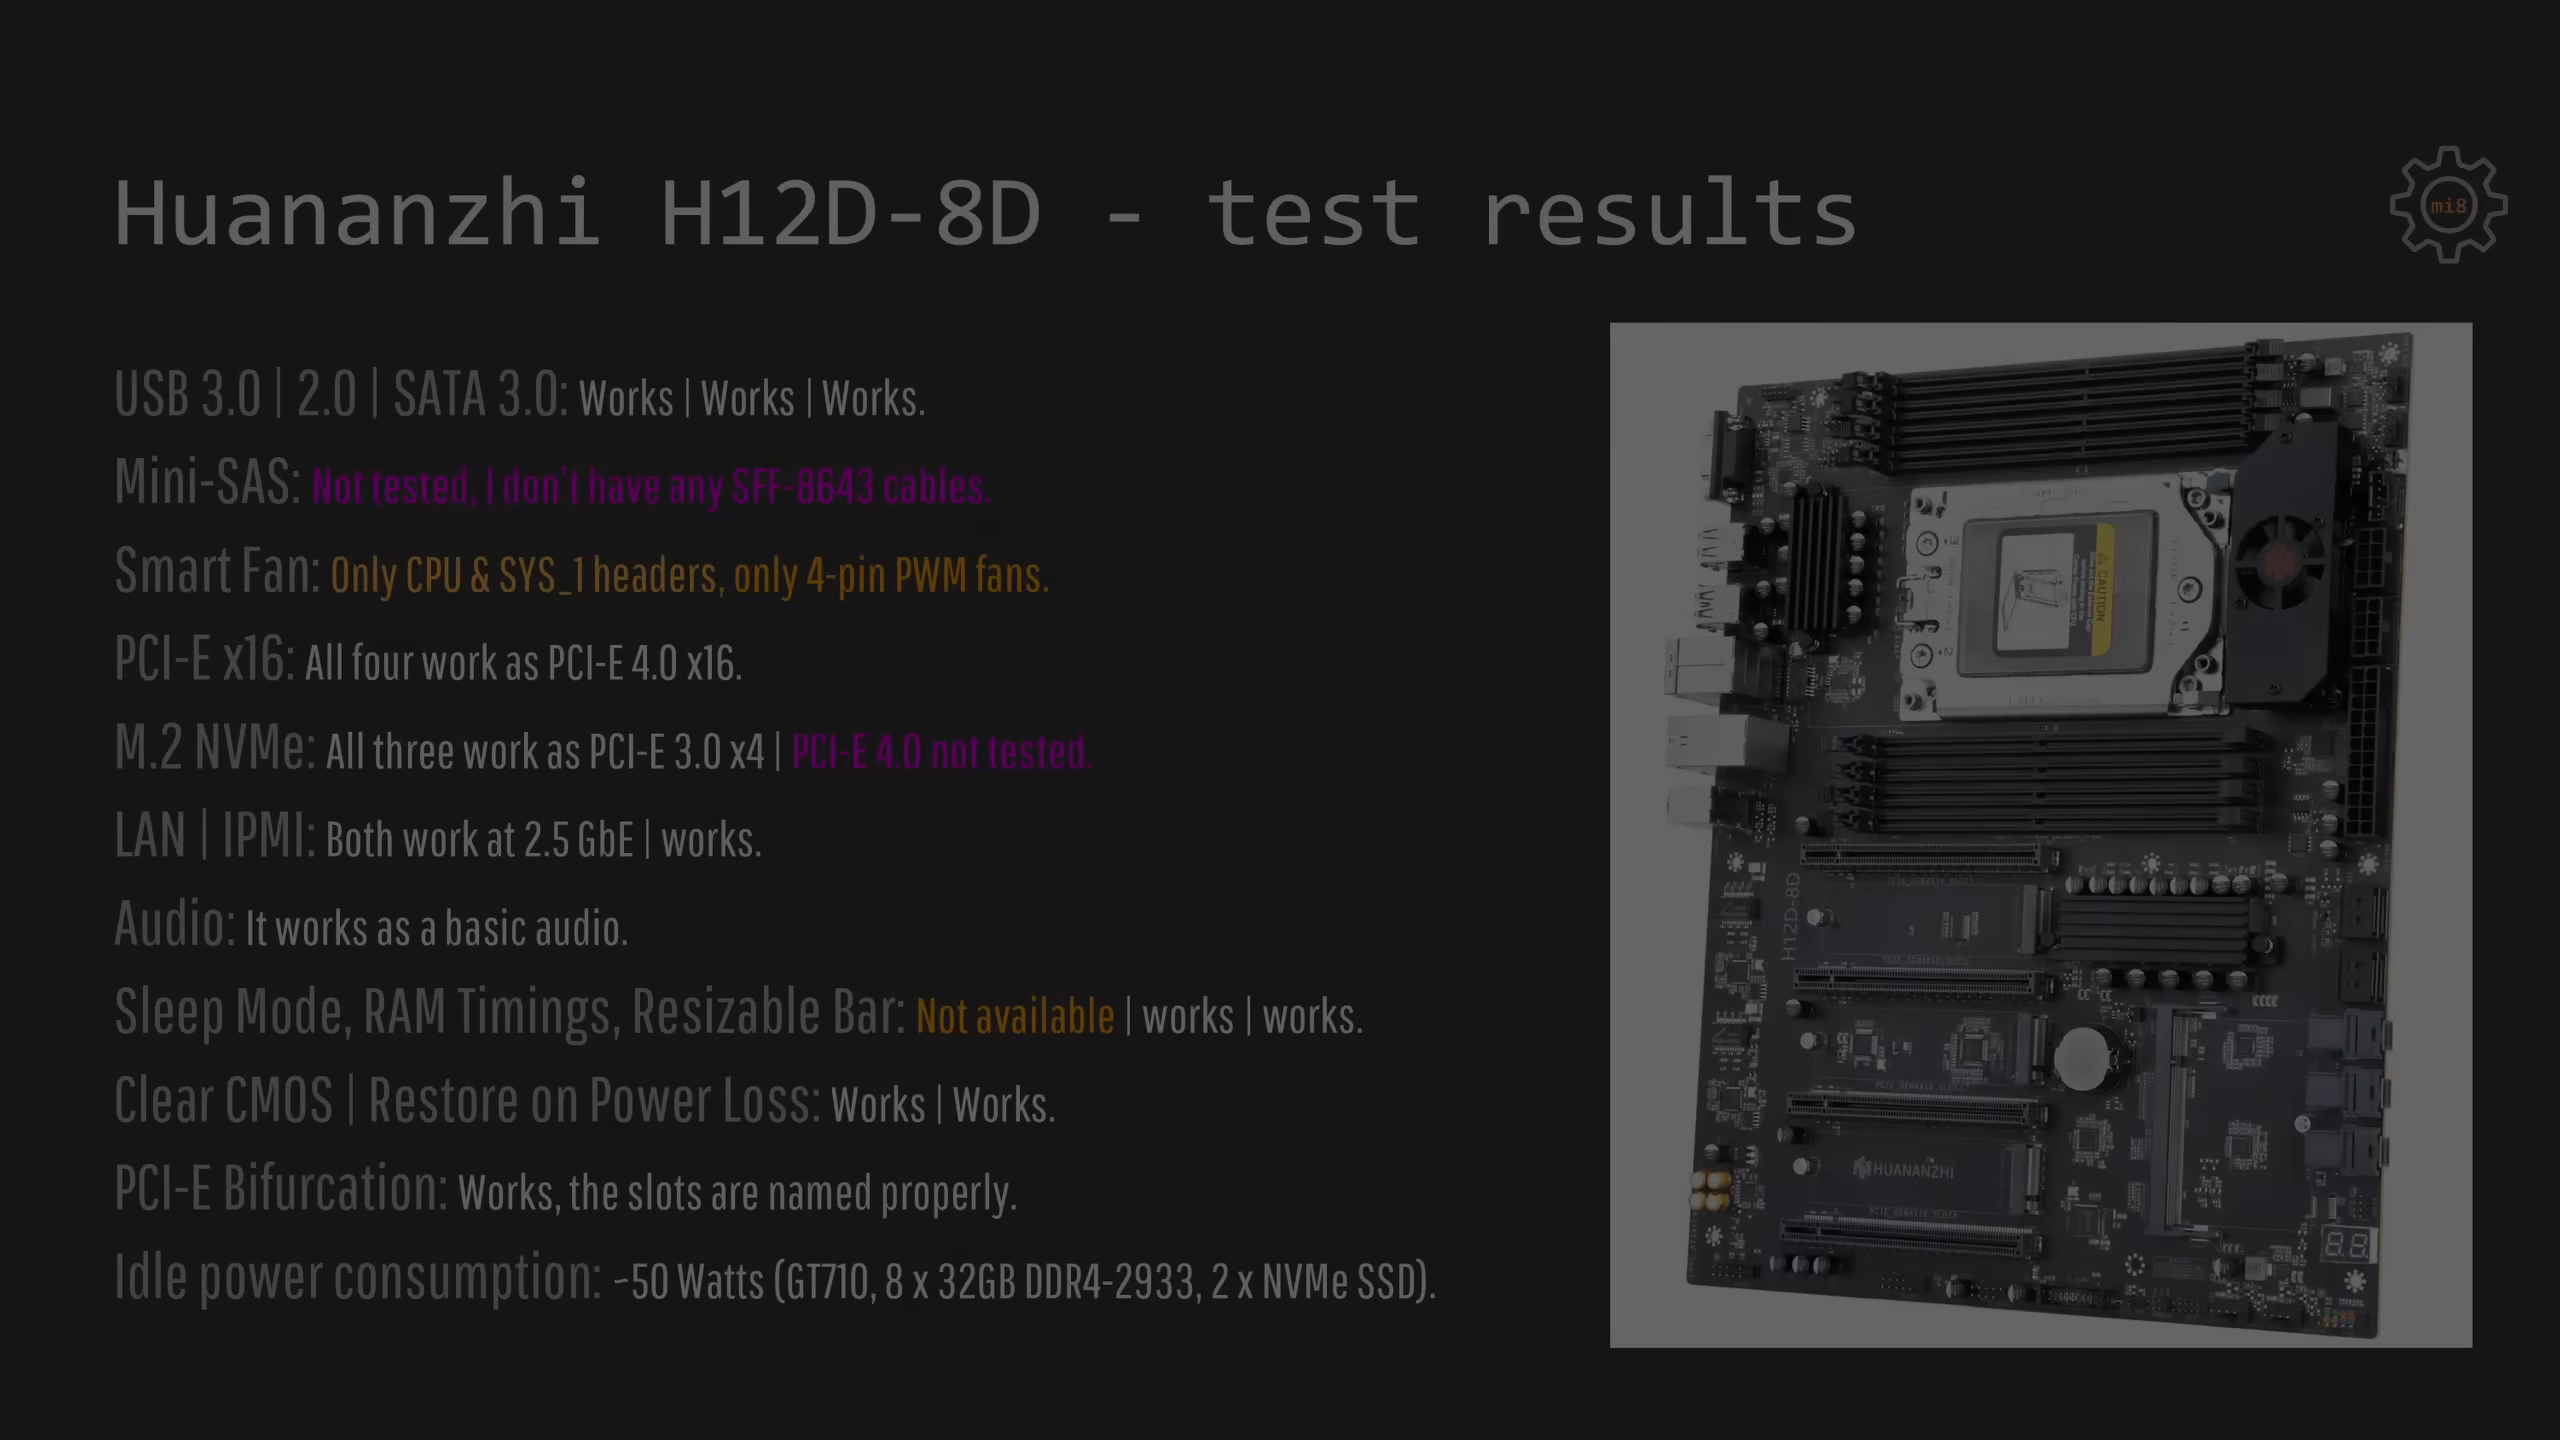 Huananzhi H12D-8D - test results
mi8
USB 3.0 | 2.0 | SATA 3.0: Works | Works | Works.
Mini-SAS: Not tested, I don't have any SFF-8643 cables.
Smart Fan: Only CPU & SYS_1 headers, only 4-pin PWM fans.
PCI-E x16: All four work as PCI-E 4.0 x16.
M.2 NVMe: All three work as PCI-E 3.0 x4 | PCI-E 4.0 not tested.
LAN | IPMI: Both work at 2.5 GbE | works.
Audio: It works as a basic audio.
Sleep Mode, RAM Timings, Resizable Bar: Not available | works | works.
Clear CMOS | Restore on Power Loss: Works | Works.
PCI-E Bifurcation: Works, the slots are named properly.
Idle power consumption: ~50 Watts (GT710, 8 x 32GB DDR4-2933, 2 x NVMe SSD).
CAUTION
H12D-8D
HUANANZHI